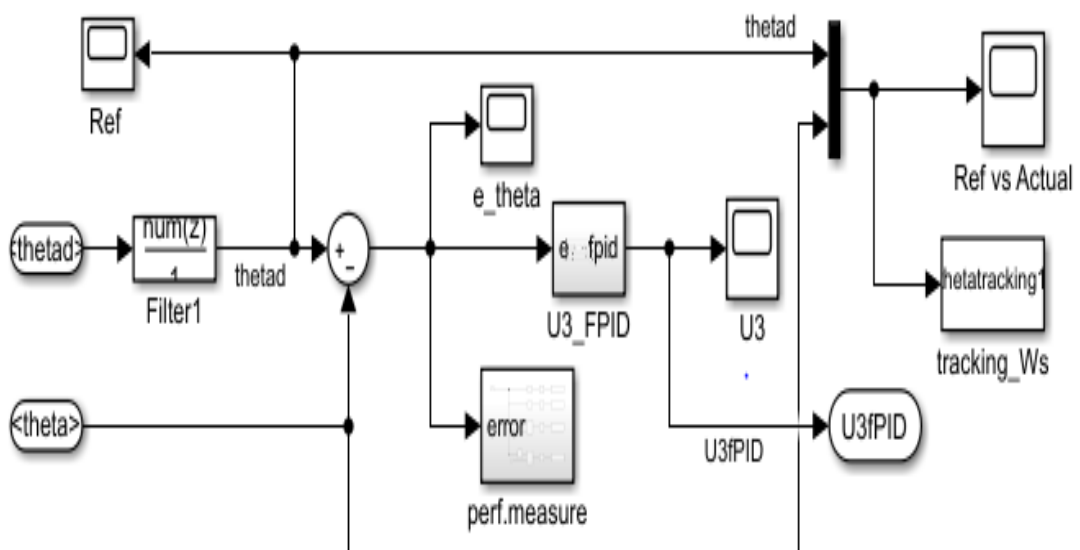 thetad
Ref
e_theta
Ref vs Actual
<thetad>
num(z)
1
Filter1
thetad
+
−
e
fpid
U3_FPID
U3
hetatracking1
tracking_Ws
<theta>
error
perf.measure
U3fPID
U3fPID